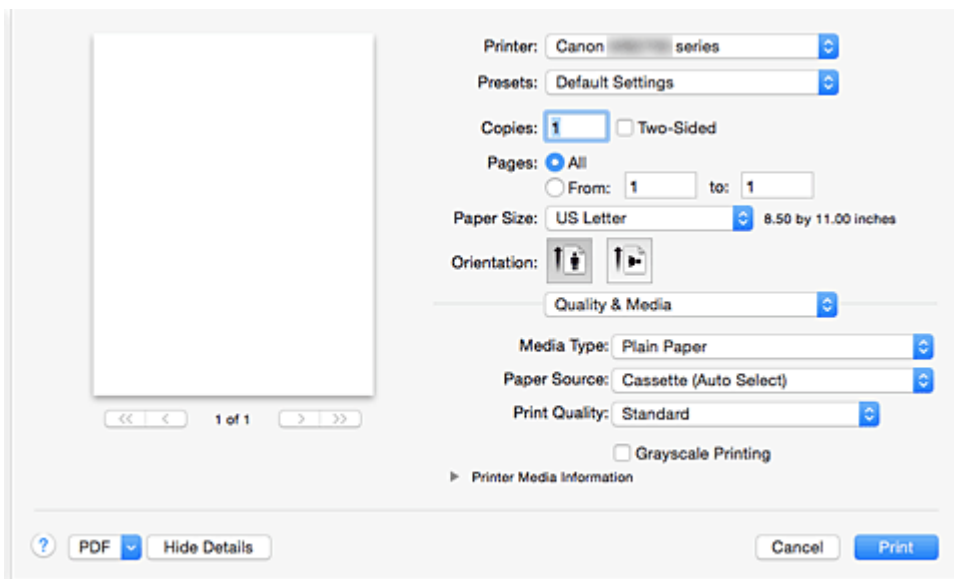 Printer: Canon series
Presets: Default Settings
Copies: 1 Two-Sided
Pages: All
From: 1 to: 1
Paper Size: US Letter 8.50 by 11.00 inches
Orientation:
Quality & Media
Media Type: Plain Paper
Paper Source: Cassette (Auto Select)
1 of 1
Print Quality: Standard
Grayscale Printing
Printer Media Information
? PDF Hide Details Cancel Print